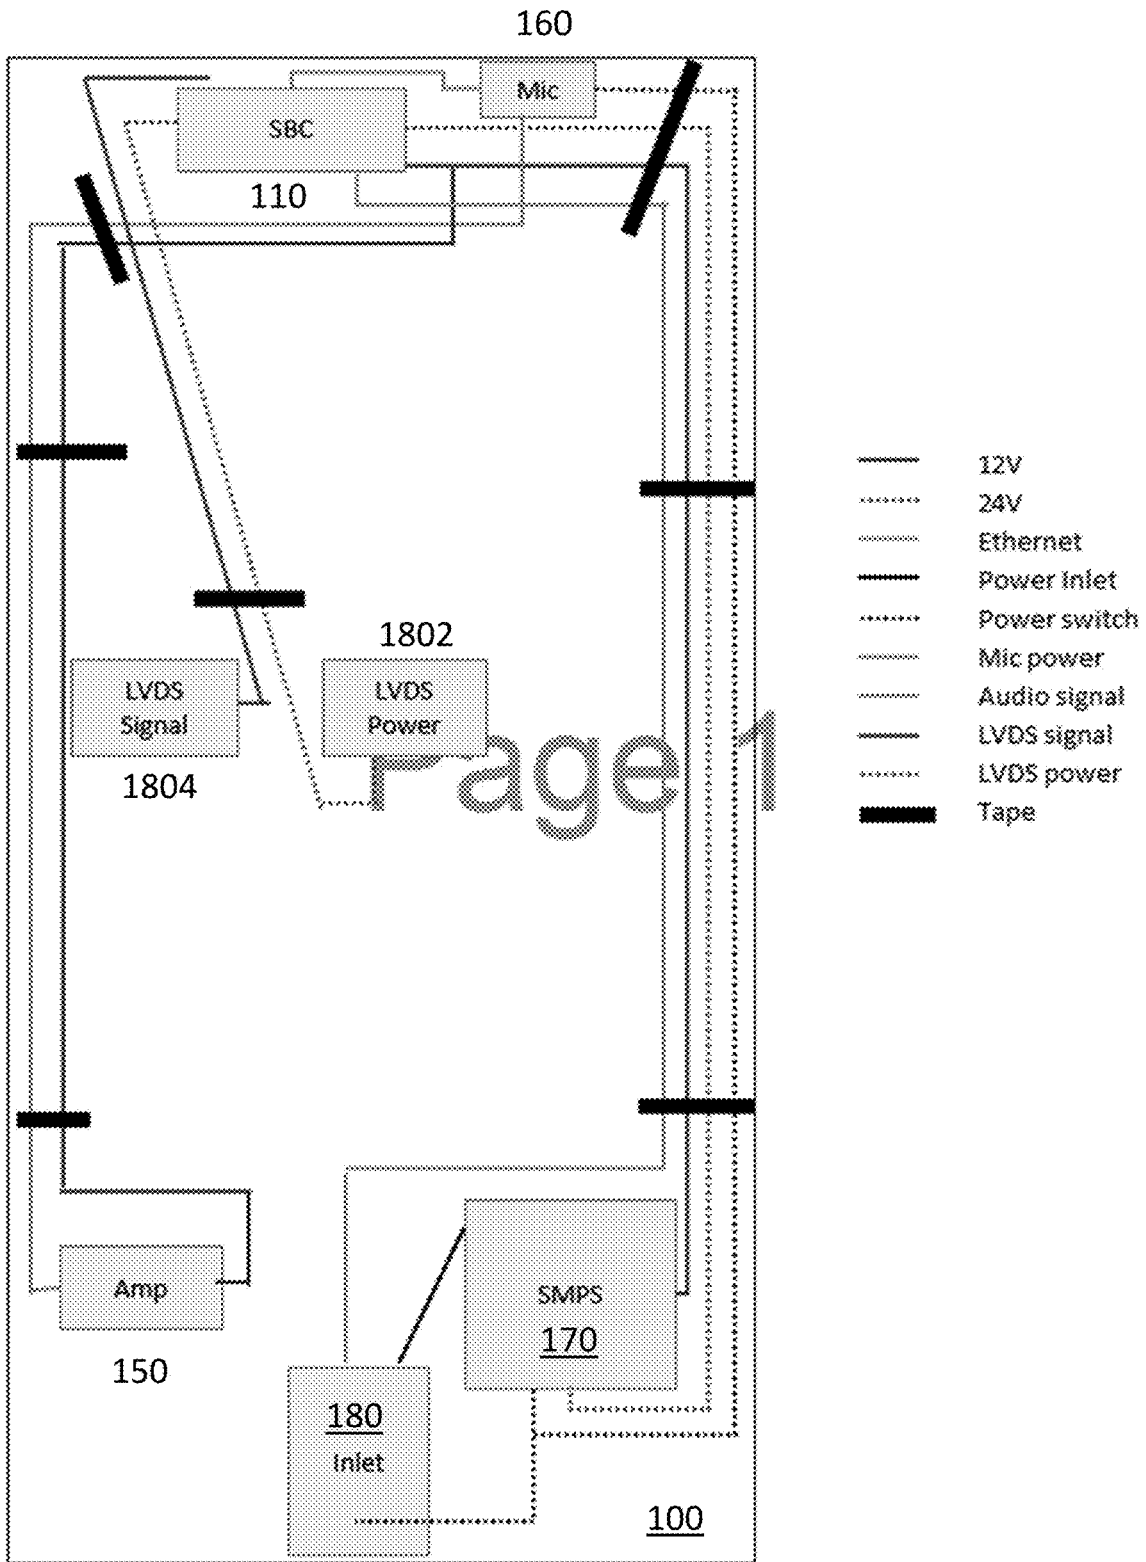 160
Mic
SBC
110
12V
24V
Ethernet
Power Inlet
Power switch
Mic power
Audio signal
LVDS signal
LVDS power
Tape
1802
LVDS
Signal
LVDS
Power
1804
Page 1
Amp
150
SMPS
170
180
Inlet
100